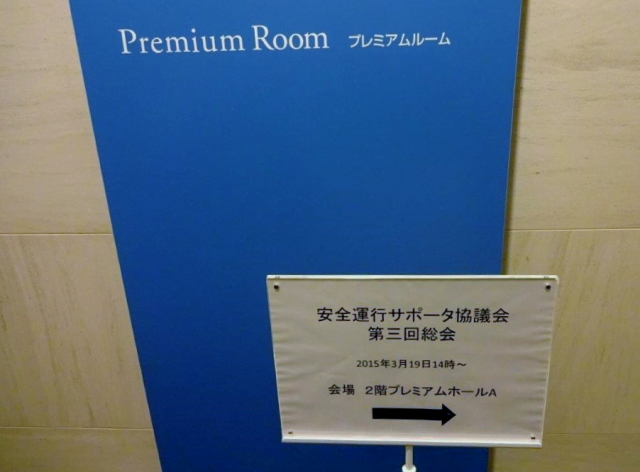 Premium Room プレミアムルーム
安全運行サポータ協議会
第三回総会
2015年3月19日14時～
会場 2階プレミアムホールA